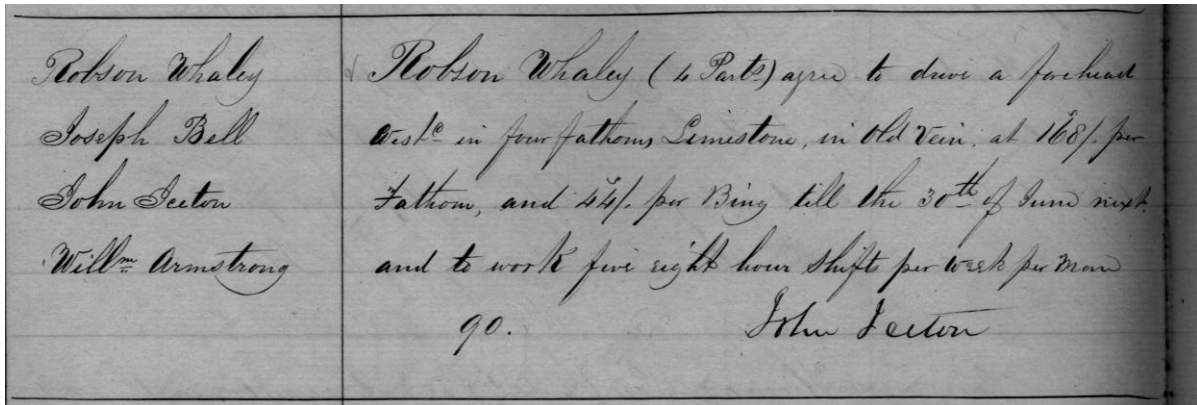 Robson Whaley
Joseph Bell
John Iceton
Willm Armstrong
Robson Whaley (4 Parts) agree to drive a forehead
Westd in four fathoms Limestone, in Old Vein, at 168/. per
Fathom, and 44/. per Bing till the 30th of June next.
and to work five eight hour shifts per week per Man
90.
John Iceton